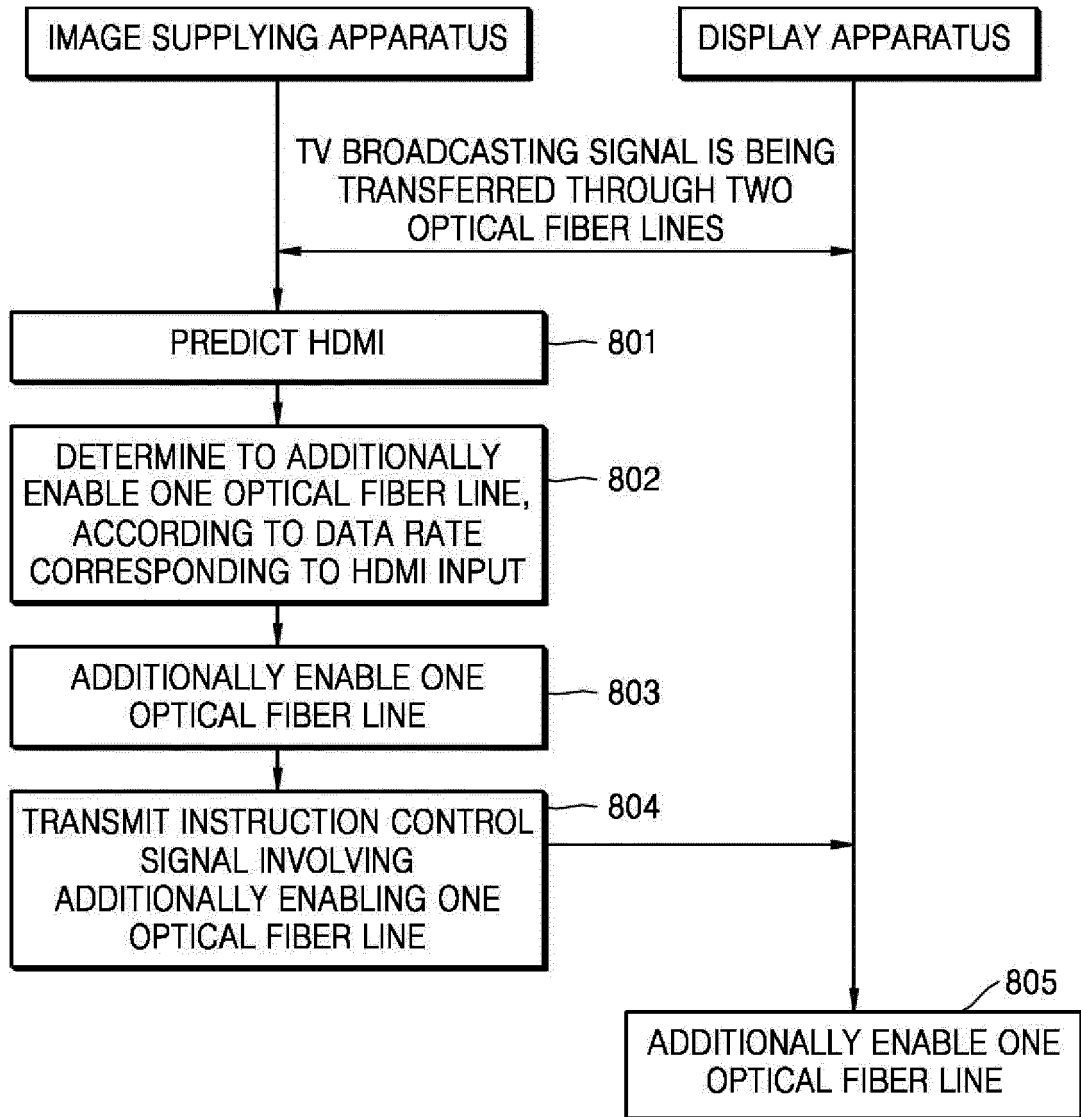 IMAGE SUPPLYING APPARATUS
DISPLAY APPARATUS
TV BROADCASTING SIGNAL IS BEING
TRANSFERRED THROUGH TWO
OPTICAL FIBER LINES
PREDICT HDMI
801
DETERMINE TO ADDITIONALLY
ENABLE ONE OPTICAL FIBER LINE,
ACCORDING TO DATA RATE
CORRESPONDING TO HDMI INPUT
802
ADDITIONALLY ENABLE ONE
OPTICAL FIBER LINE
803
TRANSMIT INSTRUCTION CONTROL
SIGNAL INVOLVING
ADDITIONALLY ENABLING ONE
OPTICAL FIBER LINE
804
805
ADDITIONALLY ENABLE ONE
OPTICAL FIBER LINE